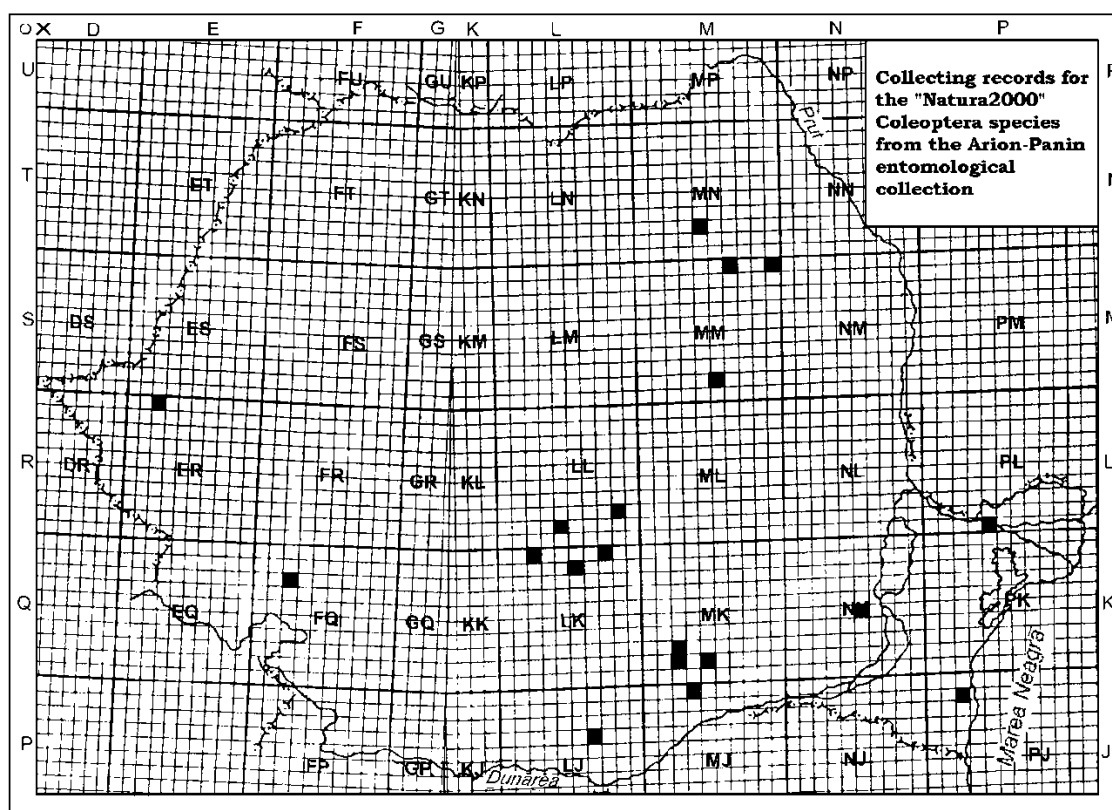 X D E F G K L M N P
U FU GU KP LP MP NP
Collecting records for
the "Natura2000"
Coleoptera species
from the Arion-Panin
entomological
collection
Prut
T ET FT GT KN LN MN NN
S DS ES FS GS KM LM MM NM PM
R DR ER FR GR KL LL ML NL PL L
Q EQ FQ GQ KK LK MK PK K
Marea Neagră
P FP GP KJ LJ MJ NJ PJ J
Dunarea